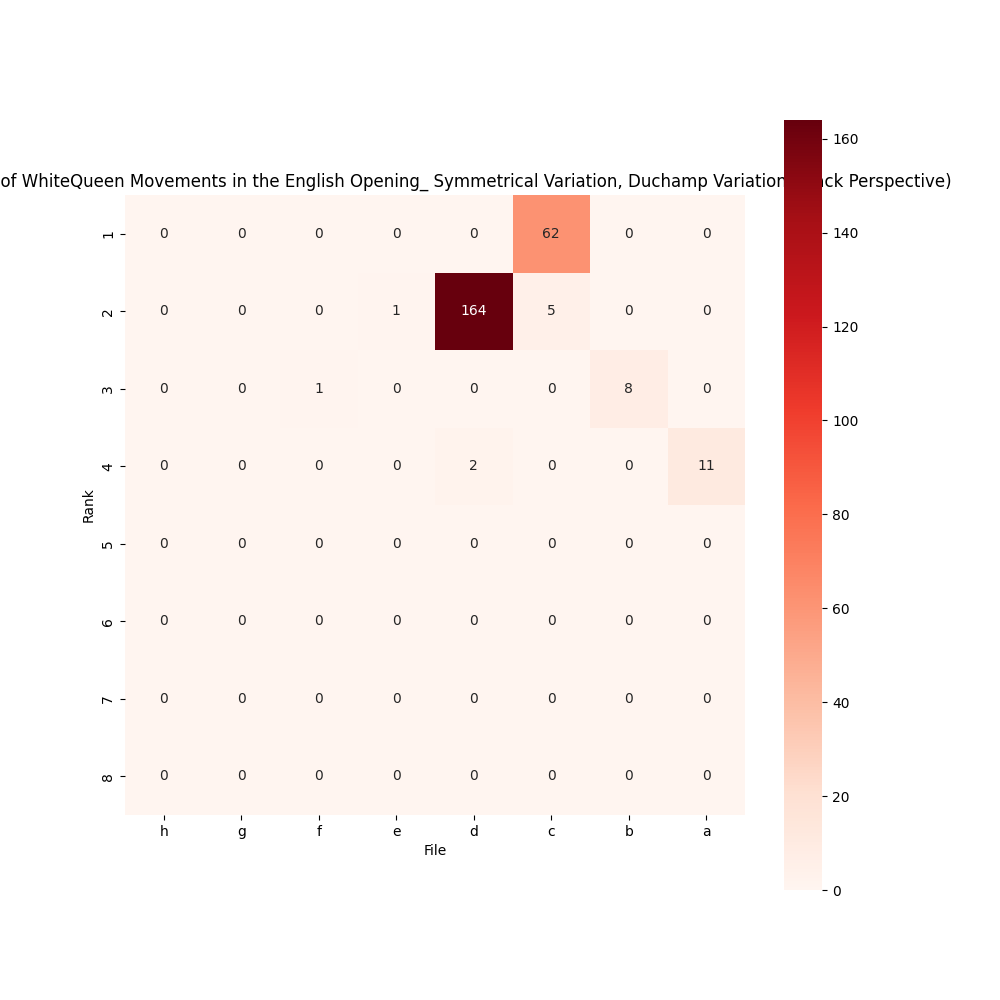 of WhiteQueen Movements in the English Opening_ Symmetrical Variation, Duchamp Variation ack Perspective)
160
140
120
100
80
60
40
20
0
Rank
1 0 0 0 0 0 62 0 0
2 0 0 0 1 164 5 0 0
3 0 0 1 0 0 0 8 0
4 0 0 0 0 2 0 0 11
5 0 0 0 0 0 0 0 0
6 0 0 0 0 0 0 0 0
7 0 0 0 0 0 0 0 0
8 0 0 0 0 0 0 0 0
h g f e d c b a
File